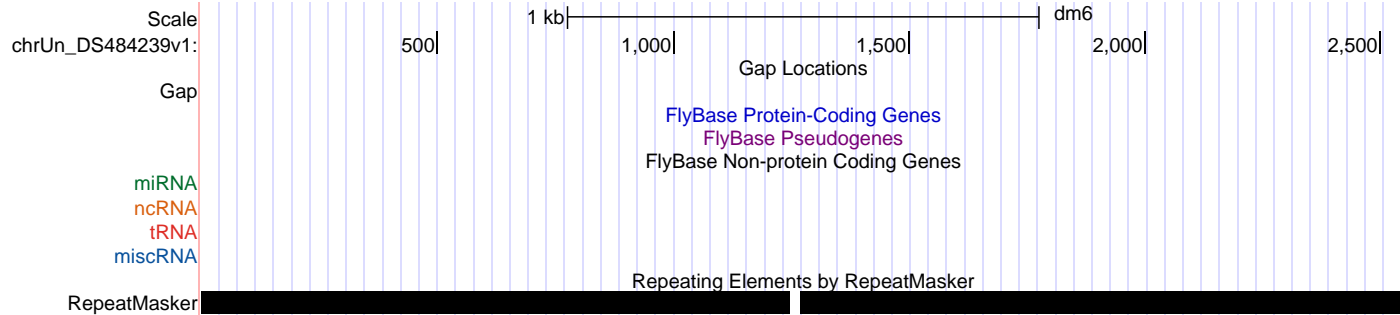 Scale 1 kb dm6
chrUn_DS484239v1: 500 1,000 1,500 2,000 2,500
Gap Locations
Gap
FlyBase Protein-Coding Genes
FlyBase Pseudogenes
FlyBase Non-protein Coding Genes
miRNA
ncRNA
tRNA
miscRNA
Repeating Elements by RepeatMasker
RepeatMasker